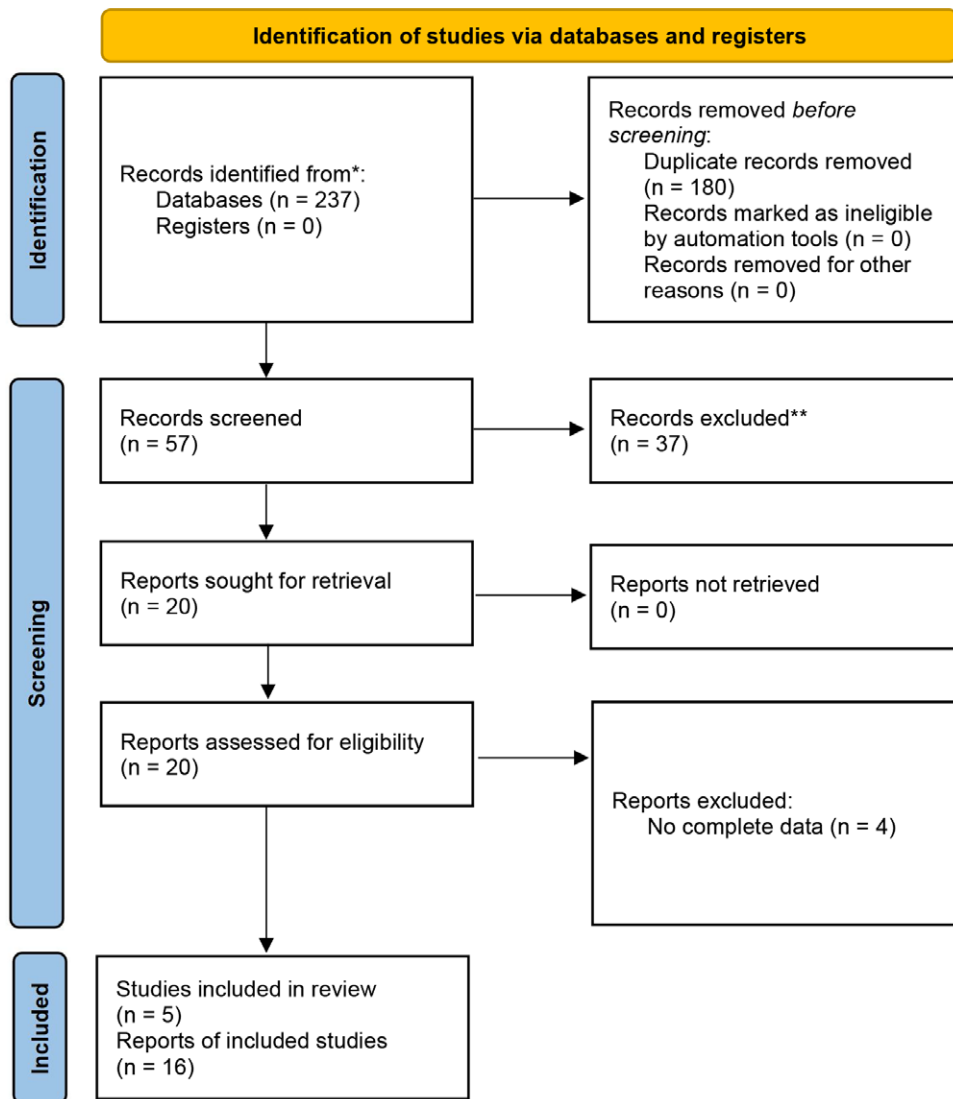 Identification of studies via databases and registers
Identification
Records identified from*:
Databases (n = 237)
Registers (n = 0)
Records removed before
screening:
Duplicate records removed
(n = 180)
Records marked as ineligible
by automation tools (n = 0)
Records removed for other
reasons (n = 0)
Screening
Records screened
(n = 57)
Records excluded**
(n = 37)
Reports sought for retrieval
(n = 20)
Reports not retrieved
(n = 0)
Reports assessed for eligibility
(n = 20)
Reports excluded:
No complete data (n = 4)
Included
Studies included in review
(n = 5)
Reports of included studies
(n = 16)